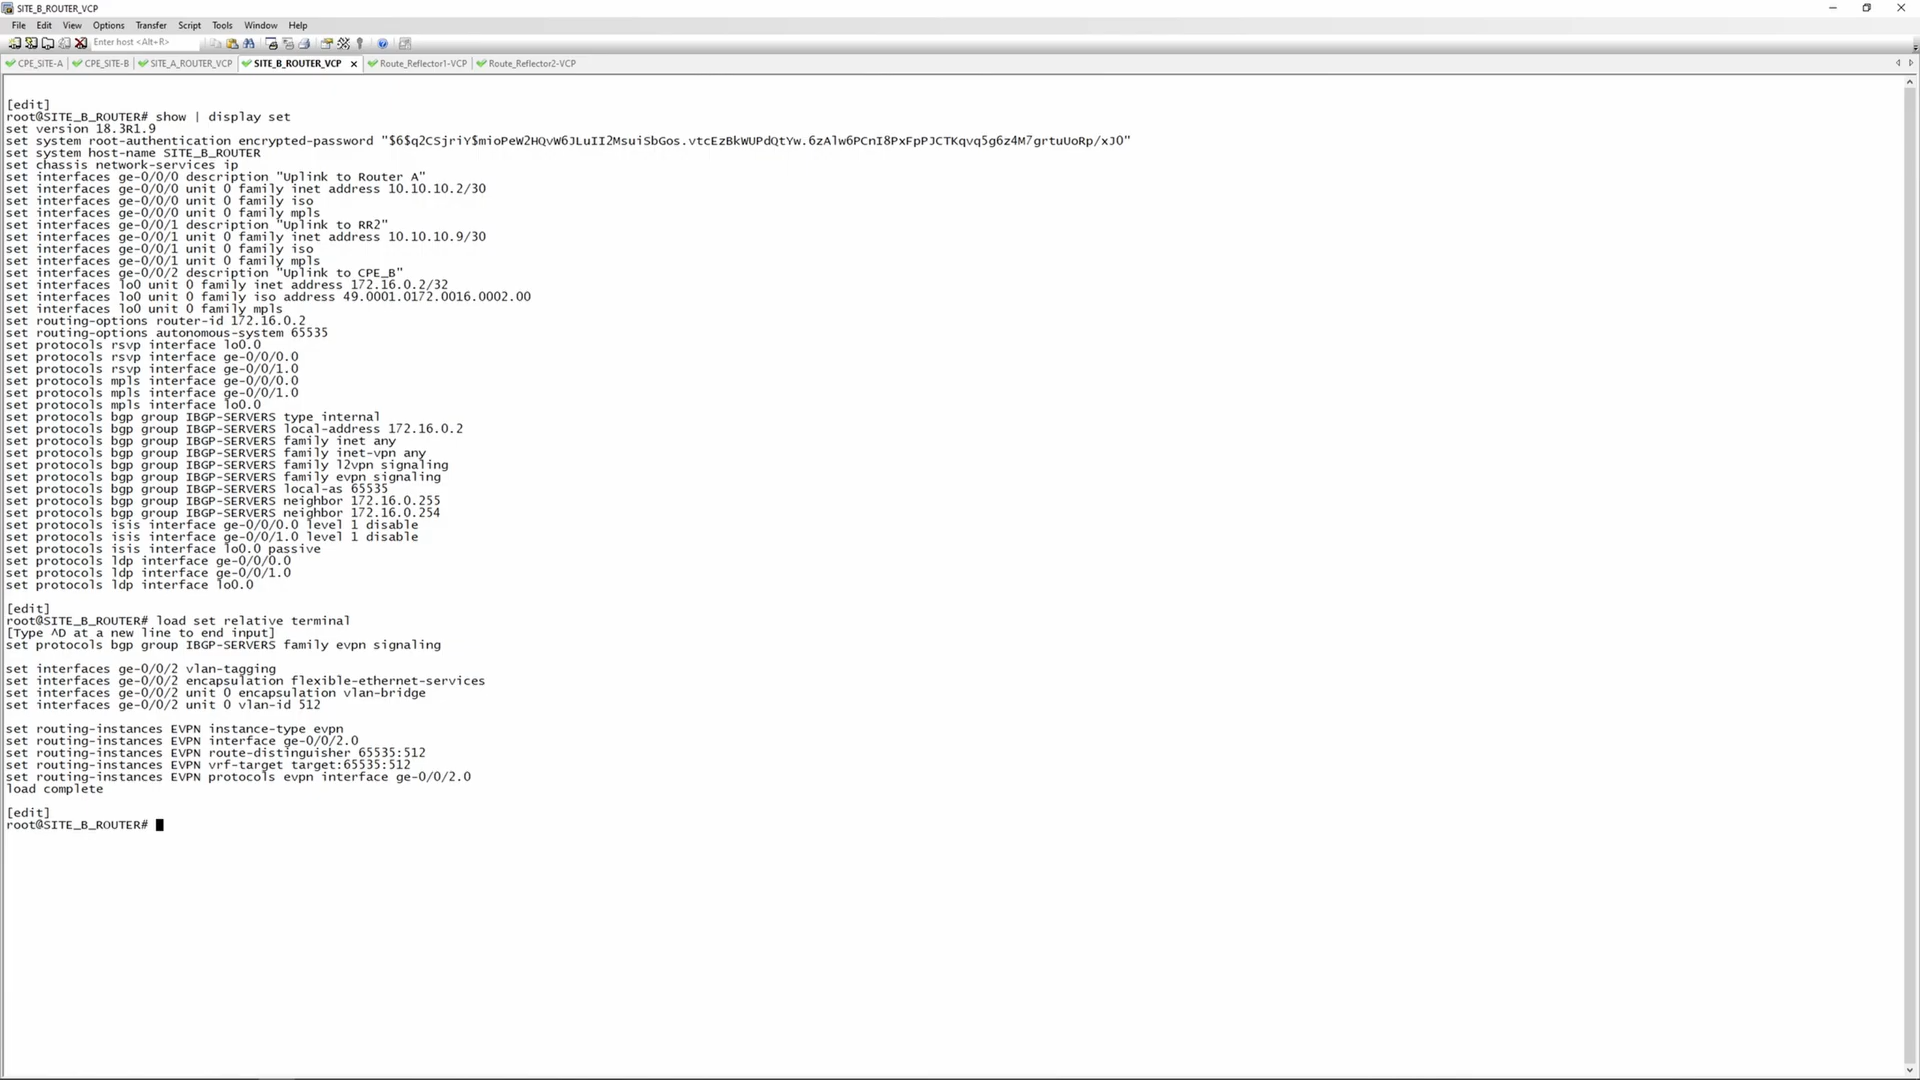 SITE_B_ROUTER_VCP
File Edit View Options Transfer Script Tools Window Help
Enter host <Alt+R>
CPE_SITE-A CPE_SITE-B SITE_A_ROUTER_VCP SITE_B_ROUTER_VCP Route_Reflector1-VCP Route_Reflector2-VCP
[edit]
root@SITE_B_ROUTER# show | display set
set version 18.3R1.9
set system root-authentication encrypted-password "$6$q2CSjriY$mioPeW2HQvW6JLuII2MsuiSbGos.vtcEzBkWUPdQtYw.6zAlw6PCnI8PxFpPJCTKqvq5g6z4M7grtuUoRp/xJ0"
set system host-name SITE_B_ROUTER
set chassis network-services ip
set interfaces ge-0/0/0 description "Uplink to Router A"
set interfaces ge-0/0/0 unit 0 family inet address 10.10.10.2/30
set interfaces ge-0/0/0 unit 0 family iso
set interfaces ge-0/0/0 unit 0 family mpls
set interfaces ge-0/0/1 description "Uplink to RR2"
set interfaces ge-0/0/1 unit 0 family inet address 10.10.10.9/30
set interfaces ge-0/0/1 unit 0 family iso
set interfaces ge-0/0/1 unit 0 family mpls
set interfaces ge-0/0/2 description "Uplink to CPE_B"
set interfaces lo0 unit 0 family inet address 172.16.0.2/32
set interfaces lo0 unit 0 family iso address 49.0001.0172.0016.0002.00
set interfaces lo0 unit 0 family mpls
set routing-options router-id 172.16.0.2
set routing-options autonomous-system 65535
set protocols rsvp interface lo0.0
set protocols rsvp interface ge-0/0/0.0
set protocols rsvp interface ge-0/0/1.0
set protocols mpls interface ge-0/0/0.0
set protocols mpls interface ge-0/0/1.0
set protocols mpls interface lo0.0
set protocols bgp group IBGP-SERVERS type internal
set protocols bgp group IBGP-SERVERS local-address 172.16.0.2
set protocols bgp group IBGP-SERVERS family inet any
set protocols bgp group IBGP-SERVERS family inet-vpn any
set protocols bgp group IBGP-SERVERS family l2vpn signaling
set protocols bgp group IBGP-SERVERS family evpn signaling
set protocols bgp group IBGP-SERVERS local-as 65535
set protocols bgp group IBGP-SERVERS neighbor 172.16.0.255
set protocols bgp group IBGP-SERVERS neighbor 172.16.0.254
set protocols isis interface ge-0/0/0.0 level 1 disable
set protocols isis interface ge-0/0/1.0 level 1 disable
set protocols isis interface lo0.0 passive
set protocols ldp interface ge-0/0/0.0
set protocols ldp interface ge-0/0/1.0
set protocols ldp interface lo0.0
[edit]
root@SITE_B_ROUTER# load set relative terminal
[Type ^D at a new line to end input]
set protocols bgp group IBGP-SERVERS family evpn signaling
set interfaces ge-0/0/2 vlan-tagging
set interfaces ge-0/0/2 encapsulation flexible-ethernet-services
set interfaces ge-0/0/2 unit 0 encapsulation vlan-bridge
set interfaces ge-0/0/2 unit 0 vlan-id 512
set routing-instances EVPN instance-type evpn
set routing-instances EVPN interface ge-0/0/2.0
set routing-instances EVPN route-distinguisher 65535:512
set routing-instances EVPN vrf-target target:65535:512
set routing-instances EVPN protocols evpn interface ge-0/0/2.0
load complete
[edit]
root@SITE_B_ROUTER#